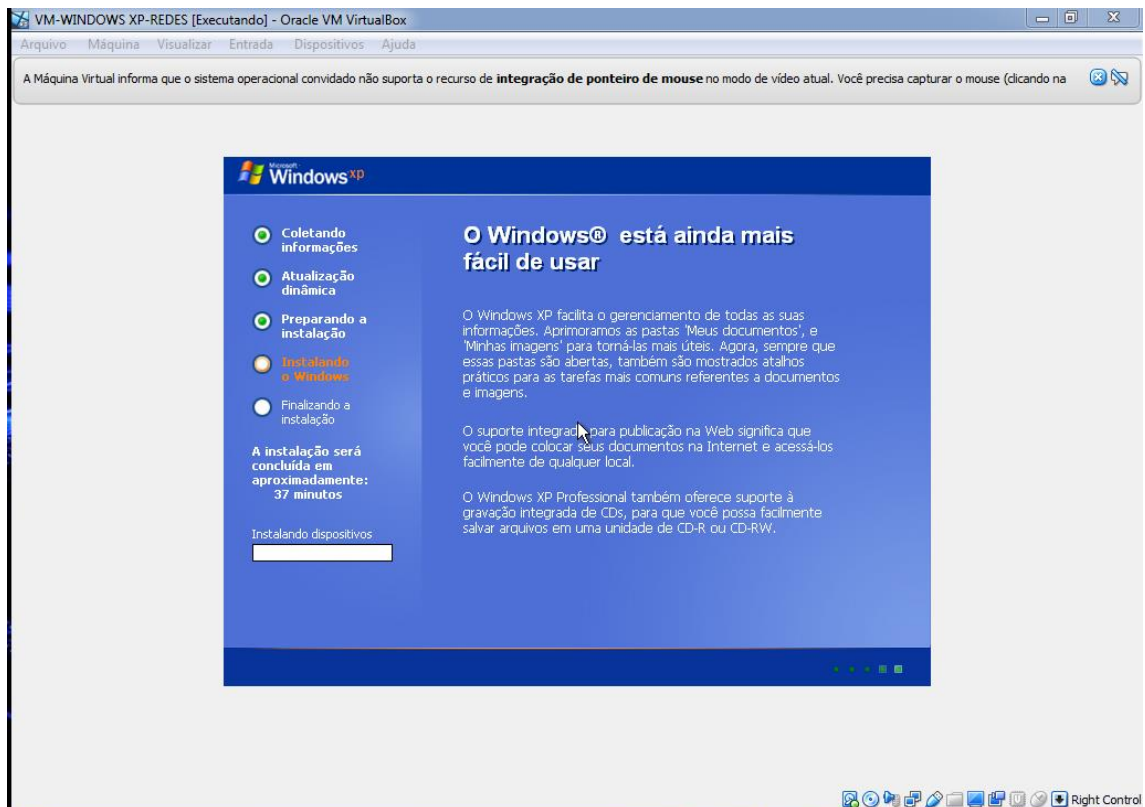 VM-WINDOWS XP-REDES [Executando] - Oracle VM VirtualBox
Arquivo Máquina Visualizar Entrada Dispositivos Ajuda
A Máquina Virtual informa que o sistema operacional convidado não suporta o recurso de integração de ponteiro de mouse no modo de vídeo atual. Você precisa capturar o mouse (clicando na
Microsoft
Windows xp
Coletando
informações
Atualização
dinâmica
Preparando a
instalação
Instalando
o Windows
Finalizando a
instalação
A instalação será
concluída em
aproximadamente:
37 minutos
Instalando dispositivos
O Windows® está ainda mais
fácil de usar
O Windows XP facilita o gerenciamento de todas as suas
informações. Aprimoramos as pastas 'Meus documentos', e
'Minhas imagens' para torná-las mais úteis. Agora, sempre que
essas pastas são abertas, também são mostrados atalhos
práticos para as tarefas mais comuns referentes a documentos
e imagens.
O suporte integrado para publicação na Web significa que
você pode colocar seus documentos na Internet e acessá-los
facilmente de qualquer local.
O Windows XP Professional também oferece suporte à
gravação integrada de CDs, para que você possa facilmente
salvar arquivos em uma unidade de CD-R ou CD-RW.
Right Control